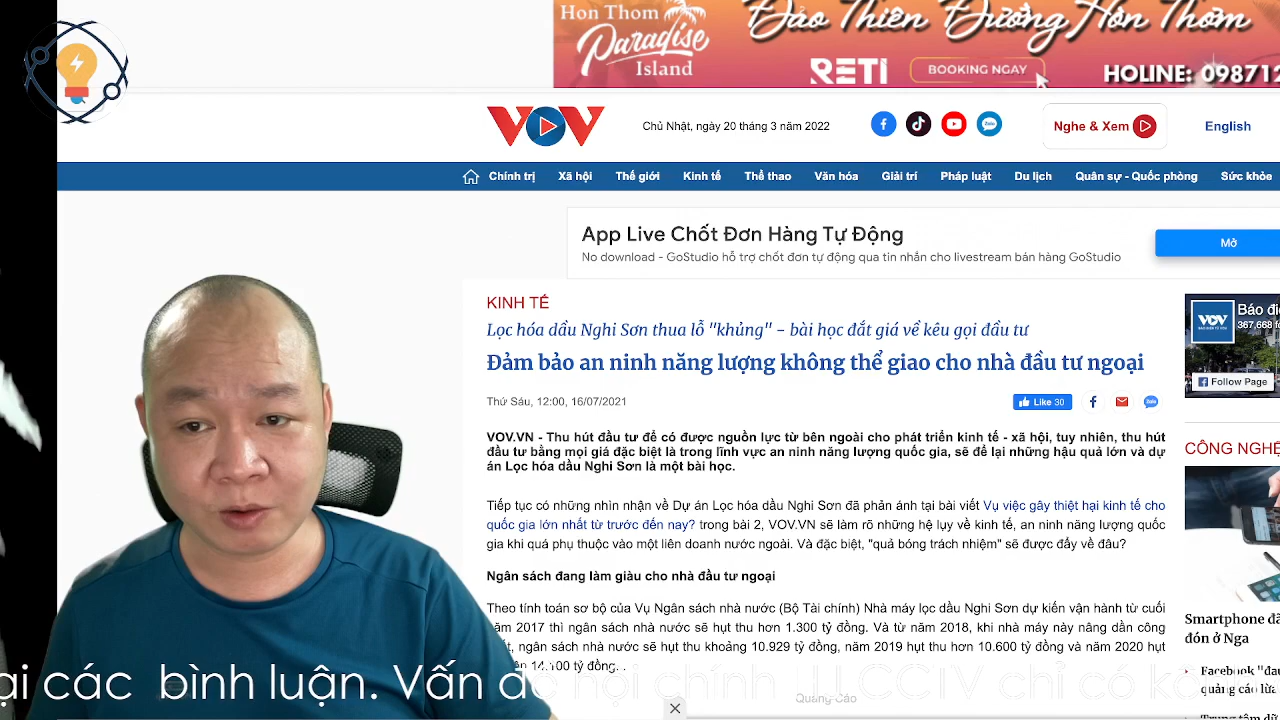 Hon Thom
Paradise
Island
Đảo Thiên Đường Hòn Thơm
RETI
BOOKING NGAY
HOLINE: 09871
VOV
Chủ Nhật, ngày 20 tháng 3 năm 2022
Nghe & Xem
English
Chính trị Xã hội Thế giới Kinh tế Thể thao Văn hóa Giải trí Pháp luật Du lịch Quân sự - Quốc phòng Sức khỏe
App Live Chốt Đơn Hàng Tự Động
No download - GoStudio hỗ trợ chốt đơn tự động qua tin nhắn cho livestream bán hàng GoStudio
Mở
KINH TẾ
Lọc hóa dầu Nghi Sơn thua lỗ "khủng" - bài học đắt giá về kêu gọi đầu tư
Đảm bảo an ninh năng lượng không thể giao cho nhà đầu tư ngoại
Thứ Sáu, 12:00, 16/07/2021
Like 30
VOV.VN - Thu hút đầu tư để có được nguồn lực từ bên ngoài cho phát triển kinh tế - xã hội, tuy nhiên, thu hút
đầu tư bằng mọi giá đặc biệt là trong lĩnh vực an ninh năng lượng quốc gia, sẽ để lại những hậu quả lớn và dự
án Lọc hóa dầu Nghi Sơn là một bài học.
Tiếp tục có những nhìn nhận về Dự án Lọc hóa dầu Nghi Sơn đã phản ánh tại bài viết Vụ việc gây thiệt hại kinh tế cho
quốc gia lớn nhất từ trước đến nay? trong bài 2, VOV.VN sẽ làm rõ những hệ lụy về kinh tế, an ninh năng lượng quốc
gia khi quá phụ thuộc vào một liên doanh nước ngoài. Và đặc biệt, "quả bóng trách nhiệm" sẽ được đẩy về đâu?
Ngân sách đang làm giàu cho nhà đầu tư ngoại
Theo tính toán sơ bộ của Vụ Ngân sách nhà nước (Bộ Tài chính) Nhà máy lọc dầu Nghi Sơn dự kiến vận hành từ cuối
năm 2017 thì ngân sách nhà nước sẽ hụt thu hơn 1.300 tỷ đồng. Và từ năm 2018, khi nhà máy này nâng dần công
ngân sách nhà nước sẽ hụt thu khoảng 10.929 tỷ đồng, năm 2019 hụt thu hơn 10.600 tỷ đồng và năm 2020 hụt
tỷ đồng
Báo đi
367,668 f
Follow Page
CÔNG NGHỆ
Smartphone đã
đón ở Nga
Facebook "đau
quảng cáo lừa
Trung tâm dữ
các bình luận. Vấn đề nội chính U CCTV chỉ có
Quảng Cáo